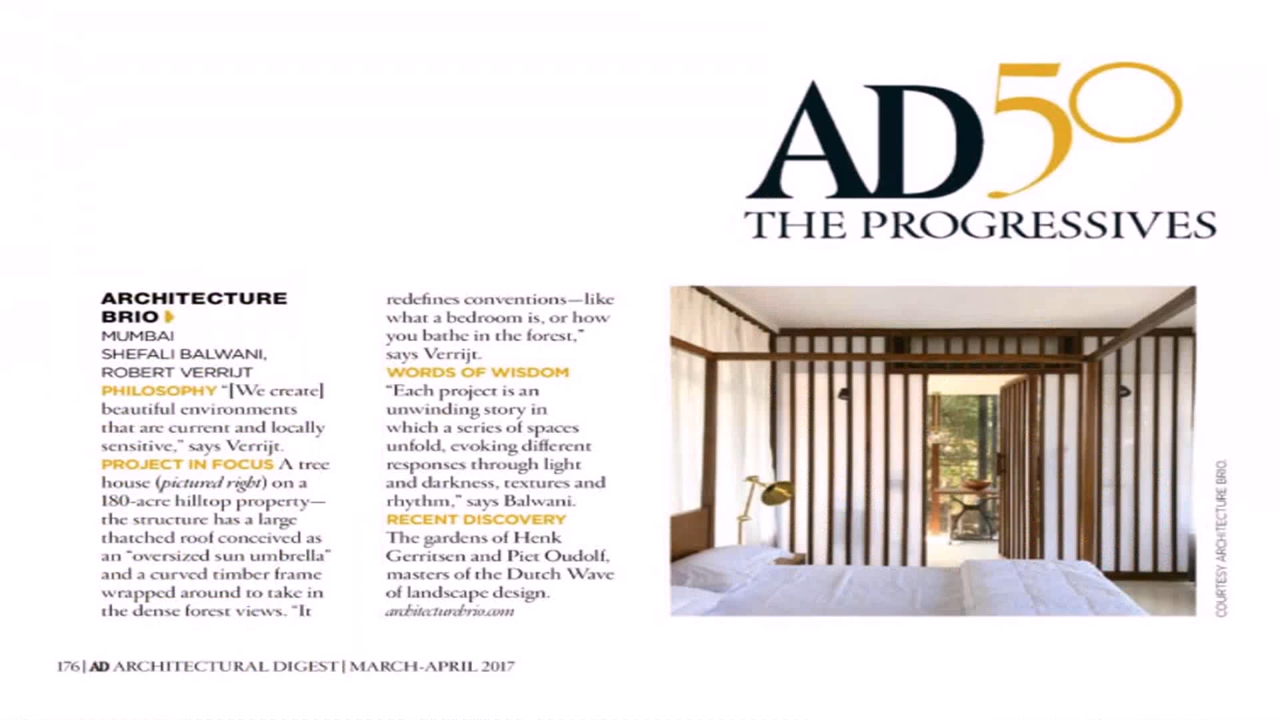 AD50
THE PROGRESSIVES
ARCHITECTURE
BRIO
MUMBAI
SHEFALI BALWANI,
ROBERT VERRIJT
PHILOSOPHY “[We create]
beautiful environments
that are current and locally
sensitive,” says Verrijt.
PROJECT IN FOCUS A tree
house (pictured right) on a
180-acre hilltop property—
the structure has a large
thatched roof conceived as
an “oversized sun umbrella”
and a curved timber frame
wrapped around to take in
the dense forest views. “It
redefines conventions—like
what a bedroom is, or how
you bathe in the forest,”
says Verrijt.
WORDS OF WISDOM
“Each project is an
unwinding story in
which a series of spaces
unfold, evoking different
responses through light
and darkness, textures and
rhythm,” says Balwani.
RECENT DISCOVERY
The gardens of Henk
Gerritsen and Piet Oudolf,
masters of the Dutch Wave
of landscape design.
architecturebrio.com
COURTESY ARCHITECTURE BRIO.
176| AD ARCHITECTURAL DIGEST | MARCH-APRIL 2017